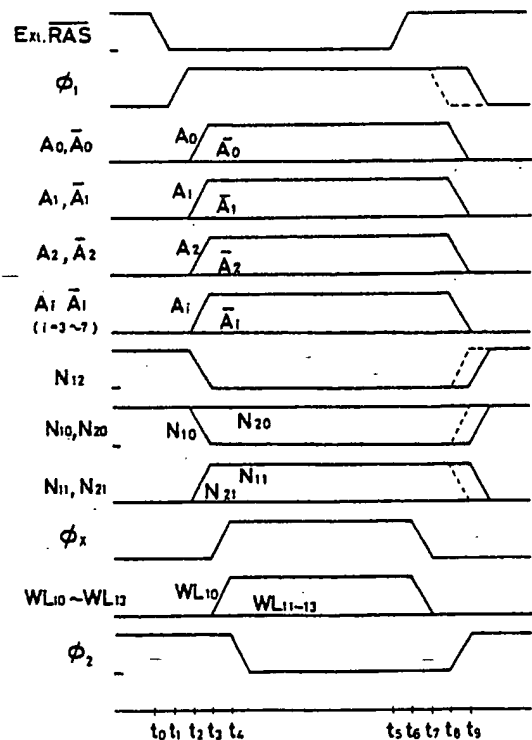 Ext. R̅A̅S̅
ϕ₁
A₀, Ā₀ A₀ Ā₀
A₁, Ā₁ A₁ Ā₁
A₂, Ā₂ A₂ Ā₂
Aᵢ Āᵢ Aᵢ Āᵢ
(i=3~7)
N₁₂
N₁₀, N₂₀ N₁₀ N₂₀
N₁₁, N₂₁ N₂₁ N₁₁
ϕx
WL₁₀~WL₁₃ WL₁₀ WL₁₁₋₁₃
ϕ₂
t₀ t₁ t₂ t₃ t₄ t₅ t₆ t₇ t₈ t₉